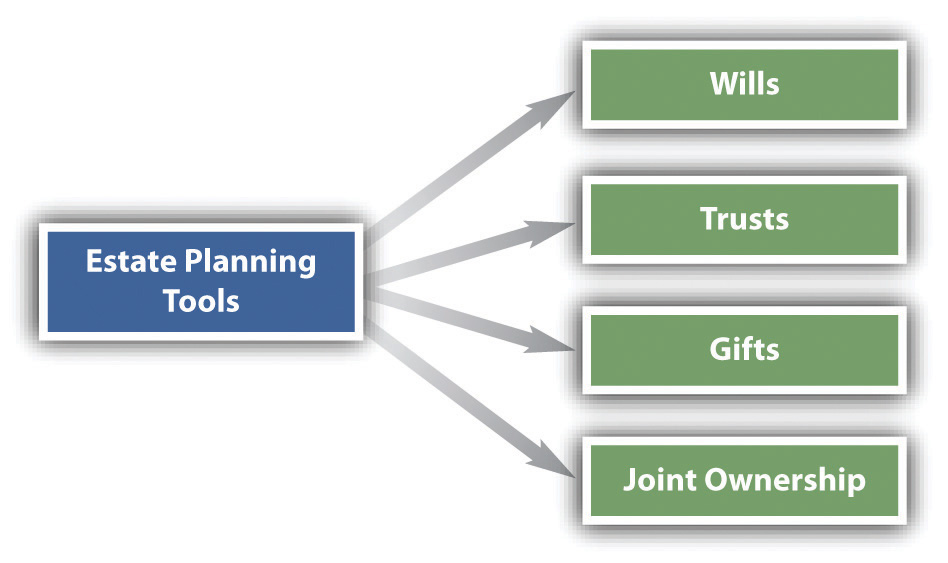 Estate Planning
Tools
Wills
Trusts
Gifts
Joint Ownership